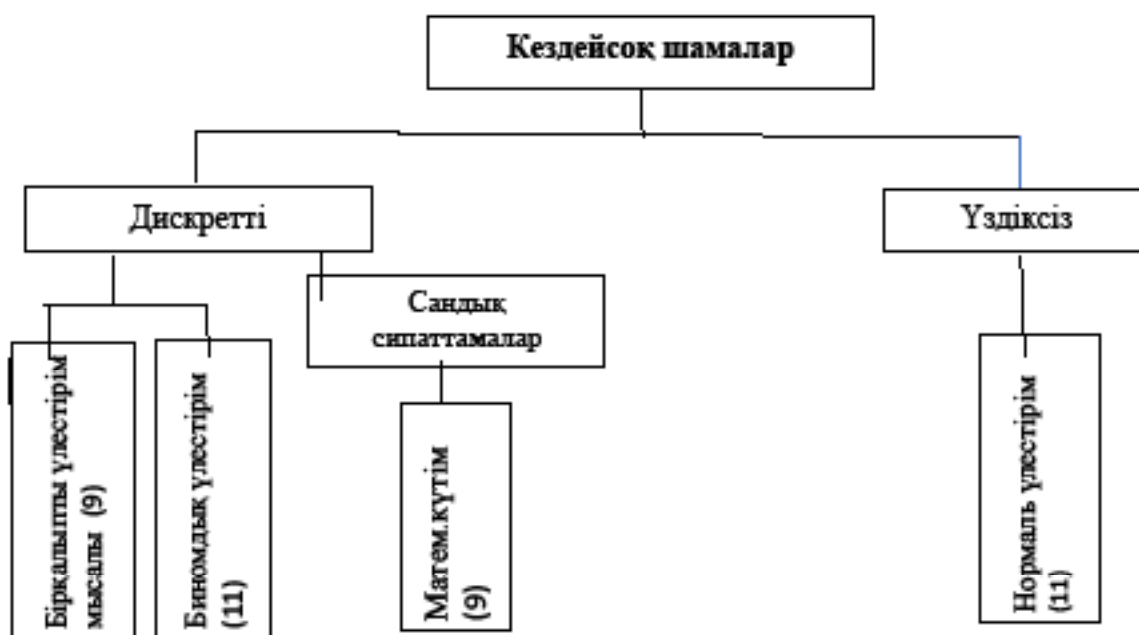 Кездейсоқ шамалар
Дискретті
Үздіксіз
Сандық
сипаттамалар
Бірқалыпты үлестірім
мысалы (9)
Биномдық үлестірім
(11)
Матем.күтім
(9)
Нормаль үлестірім
(11)